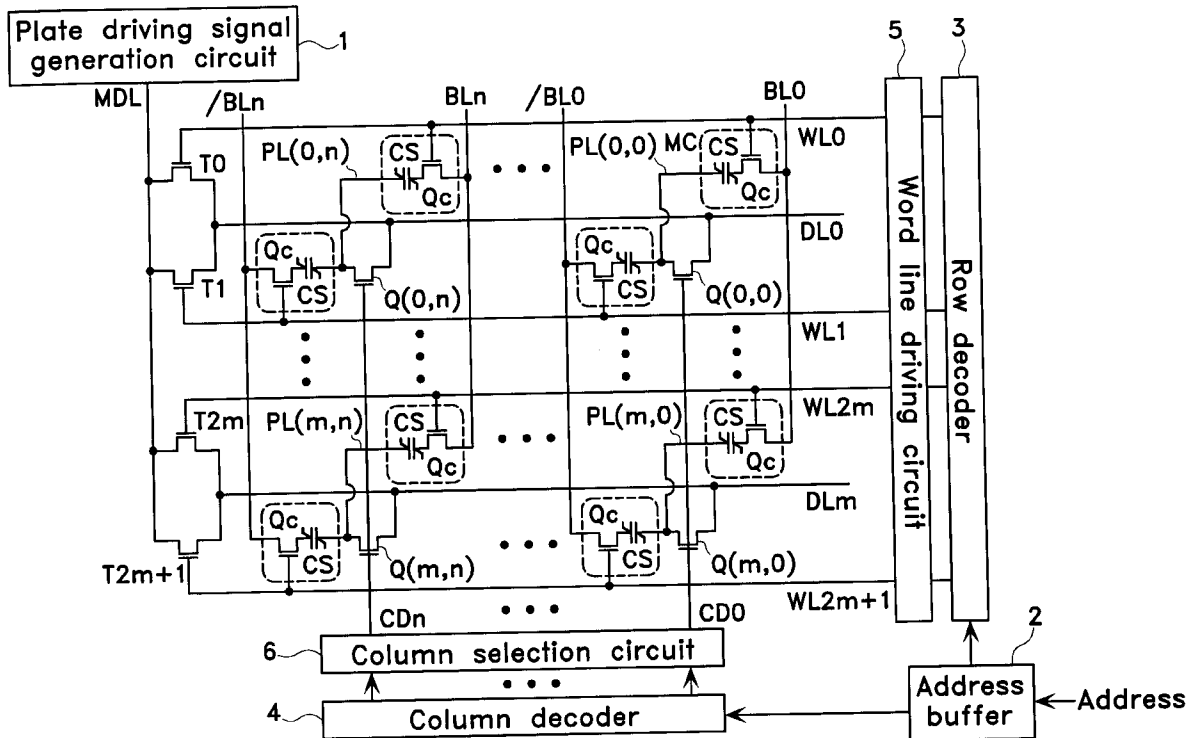 Plate driving signal
generation circuit
1
5
3
MDL
/BLn
BLn
/BL0
BL0
T0
PL(0,n)
CS
Qc
PL(0,0)
MC
CS
Qc
WL0
DL0
T1
Qc
CS
Q(0,n)
Qc
CS
Q(0,0)
WL1
Word line driving circuit
Row decoder
T2m
PL(m,n)
CS
Qc
PL(m,0)
CS
Qc
WL2m
DLm
T2m+1
Qc
CS
Q(m,n)
Qc
CS
Q(m,0)
WL2m+1
CDn
CD0
6
Column selection circuit
4
Column decoder
2
Address
buffer
Address